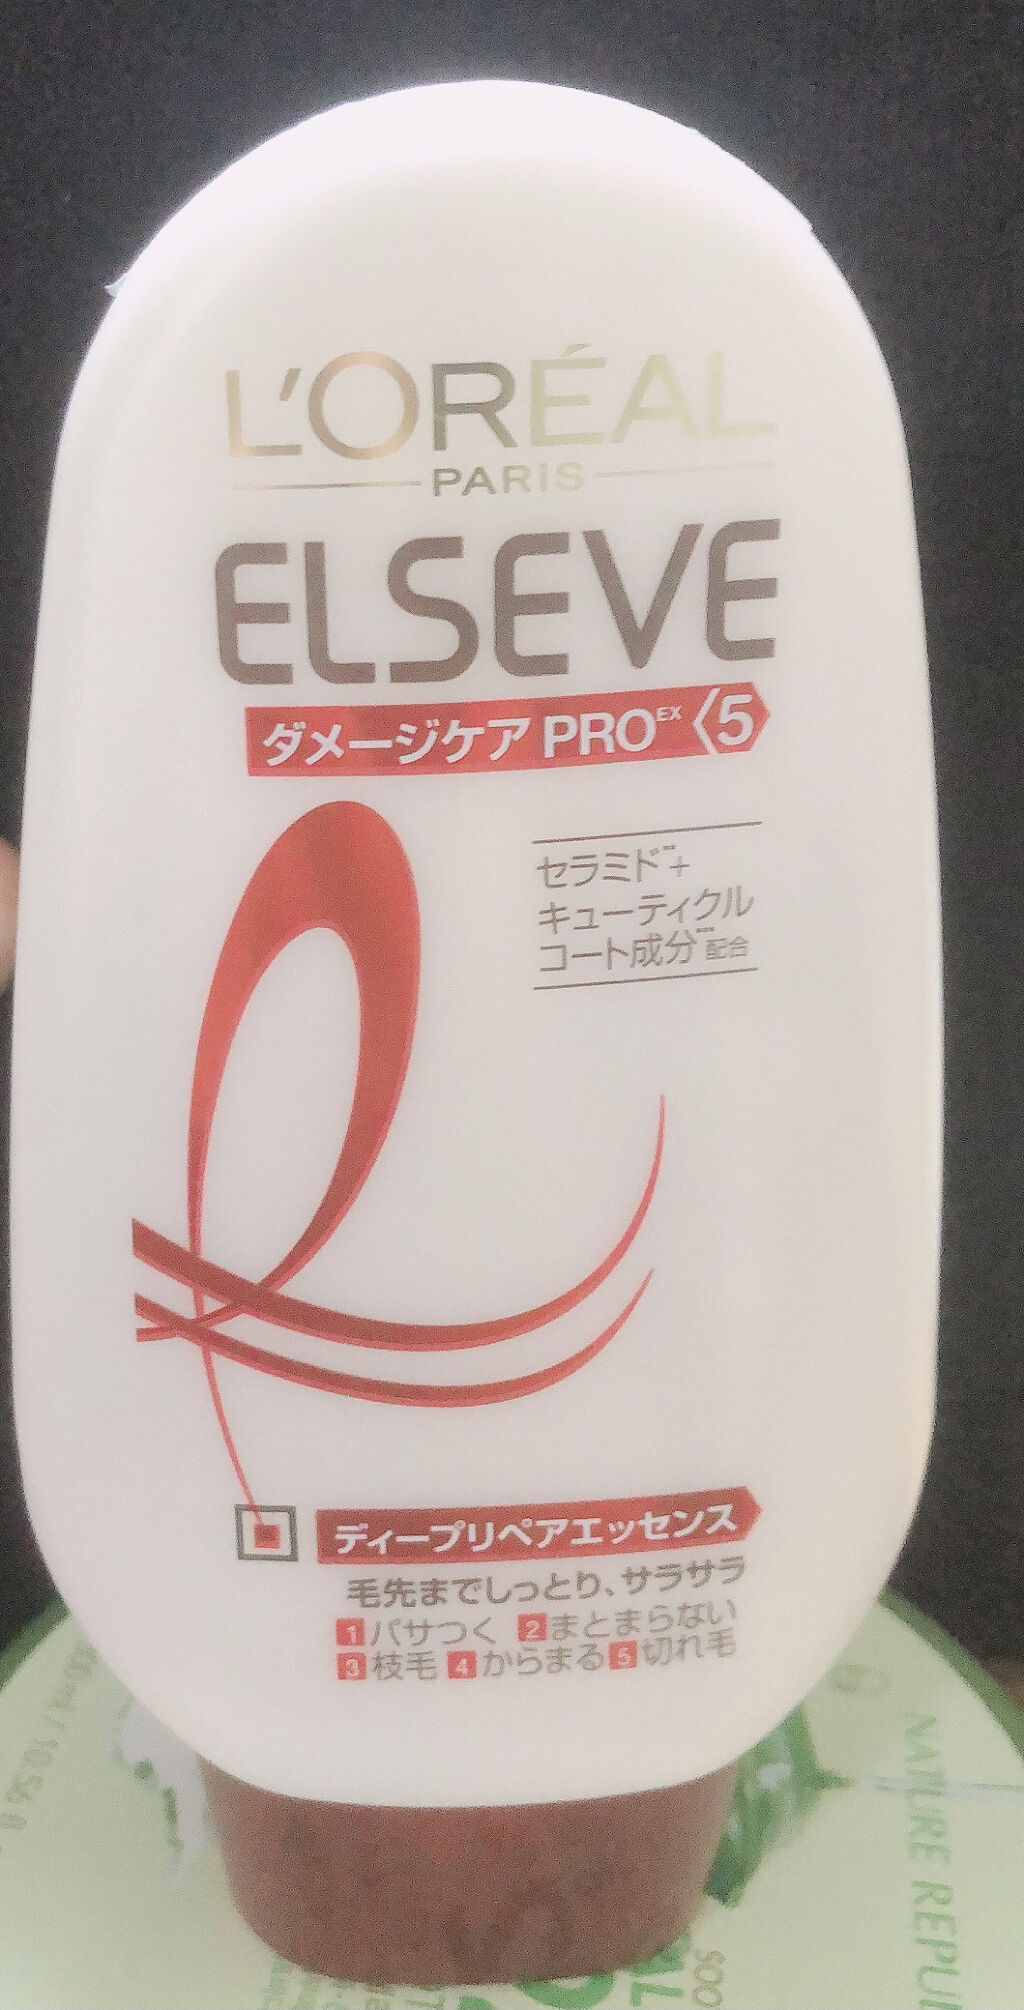 L'ORÉAL
PARIS
ELSEVE
ダメージケア PRO EX 5
セラミド*+
キューティクル
コート成分** 配合
ディープリペアエッセンス
毛先までしっとり、サラサラ
1 パサつく 2 まとまらない
3 枝毛 4 からまる 5 切れ毛
NATURE REPU